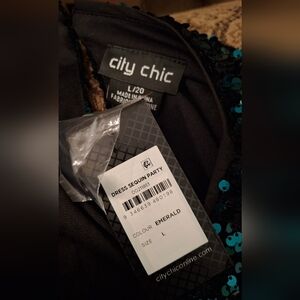 city chic
L/20
MADE IN CHINA
DRESS SEQUIN PARTY
COLOUR EMERALD
SIZE L
citychiconline.com